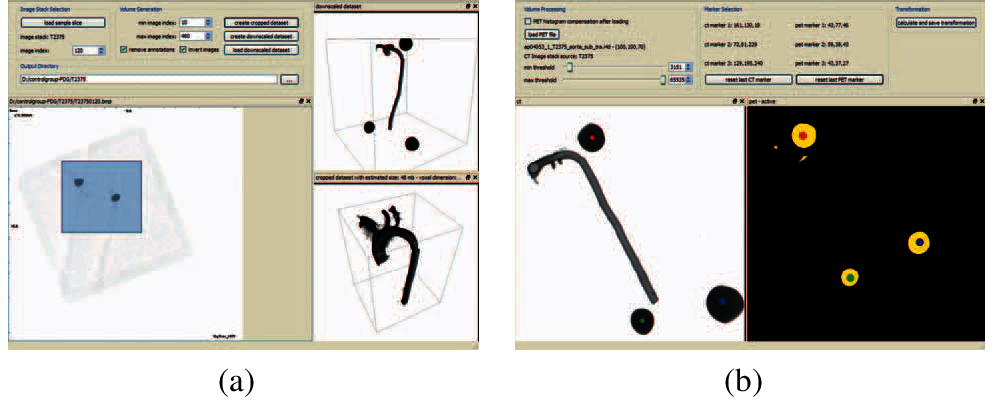 Image Stack Selection
load sample slice
Image stack: T2375
image index: 120
Volume Generation
min image index: 10
max image index: 460
remove annotations
invert images
create cropped dataset
create downscaled dataset
load downscaled dataset
Output Directory
D:/controlgroup-FDG/T2375
...
D:/controlgroup-FDG/T2375/T23750120.bmp
downscaled dataset
cropped dataset with estimated size: 48 mb - voxel dimension...
Volume Processing
PET histogram compensation after loading
load PET file
CT Image stack source: T2375
min threshold 3151
max threshold 65535
Marker Selection
ct marker 1: 161,130,18
pet marker 1: 43,77,46
ct marker 2: 72,81,229
pet marker 2: 58,38,43
ct marker 3: 129,195,240
pet marker 3: 43,37,27
reset last CT marker
reset last PET marker
Transformation
calculate and save transformation
ct
pet - active
(a)
(b)